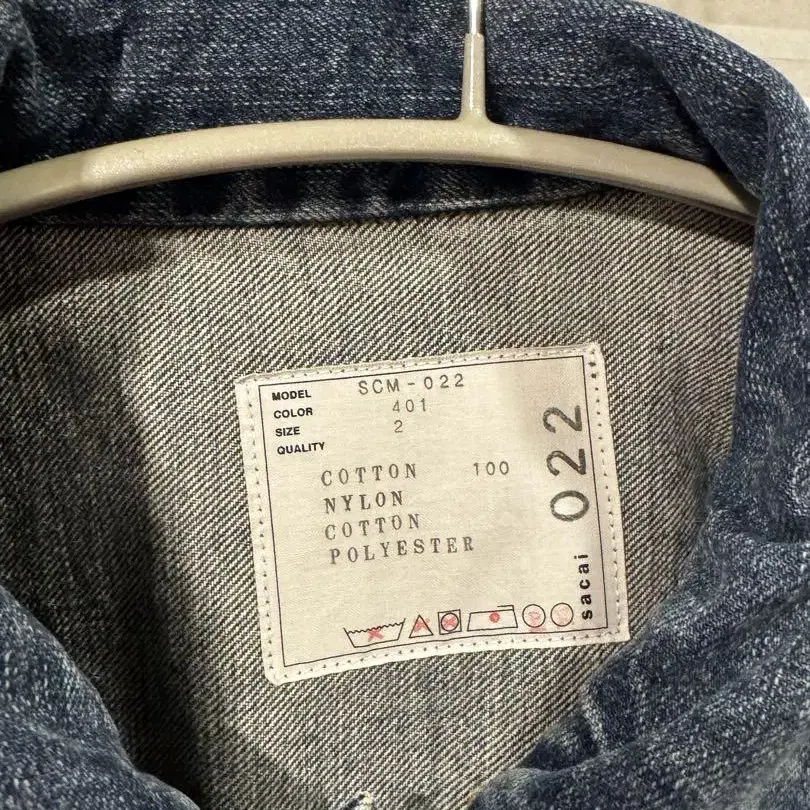 MODEL SCM-022
COLOR 401
SIZE 2
QUALITY
COTTON 100
NYLON
COTTON
POLYESTER
022
sacai